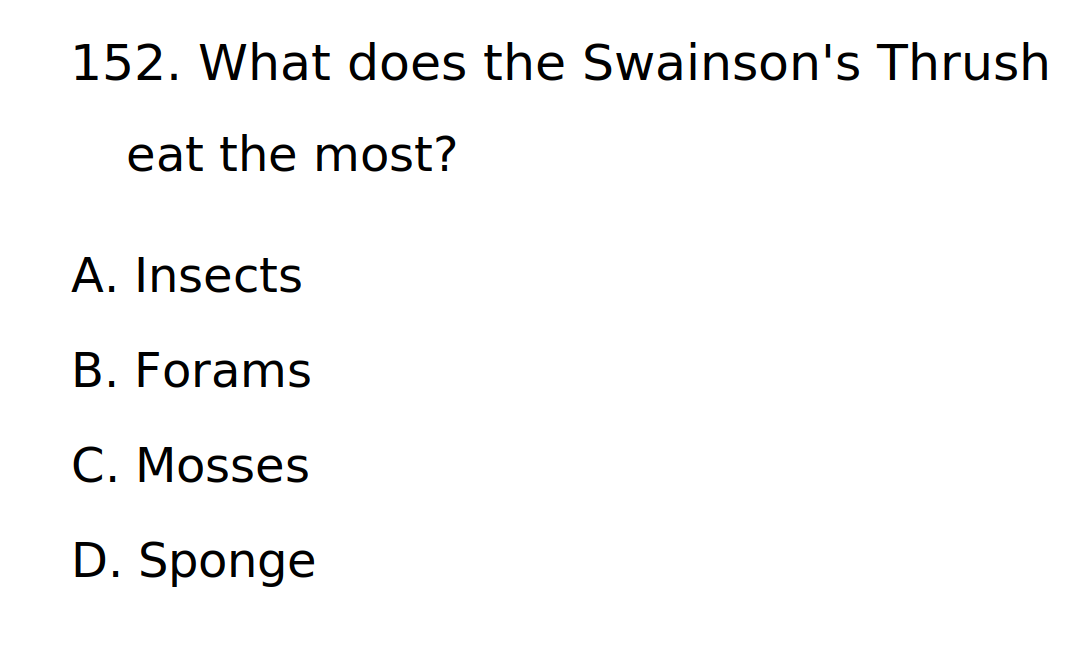 152. What does the Swainson's Thrush
eat the most?
A. Insects
B. Forams
C. Mosses
D. Sponge